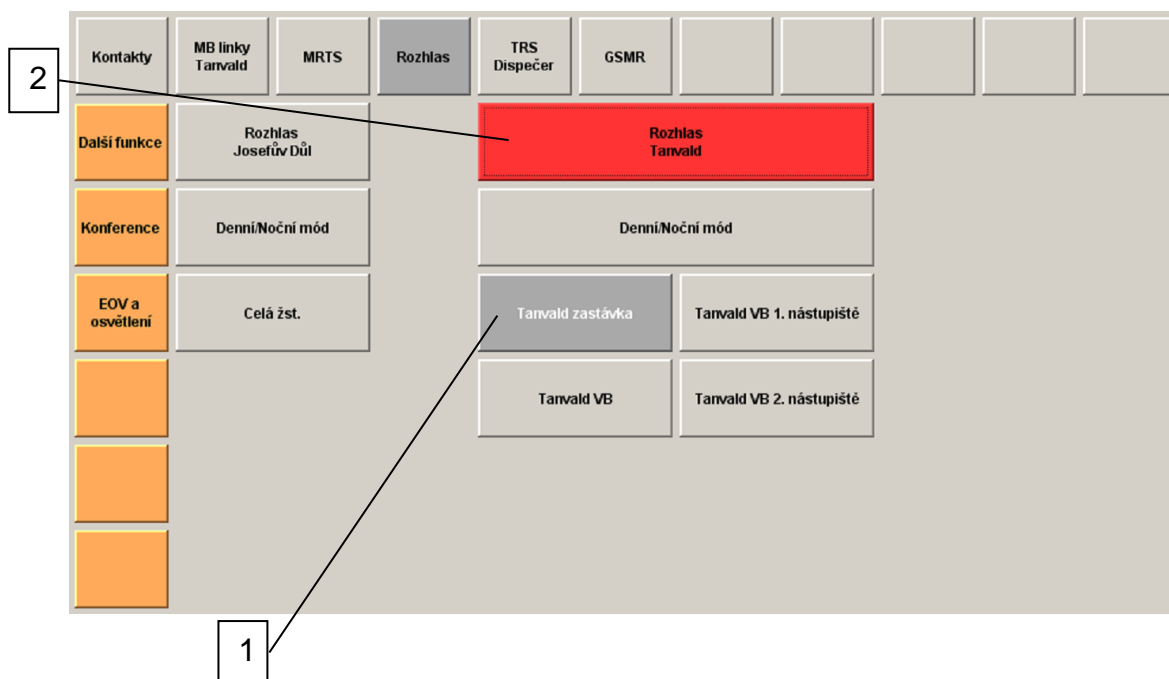 Kontakty
MB linky
Tanvald
MRTS
Rozhlas
TRS
Dispečer
GSMR
2
Další funkce
Rozhlas
Josefův Důl
Rozhlas
Tanvald
Konference
Denní/Noční mód
Denní/Noční mód
EOV a
osvětlení
Celá žst.
Tanvald zastávka
Tanvald VB 1. nástupiště
Tanvald VB
Tanvald VB 2. nástupiště
1